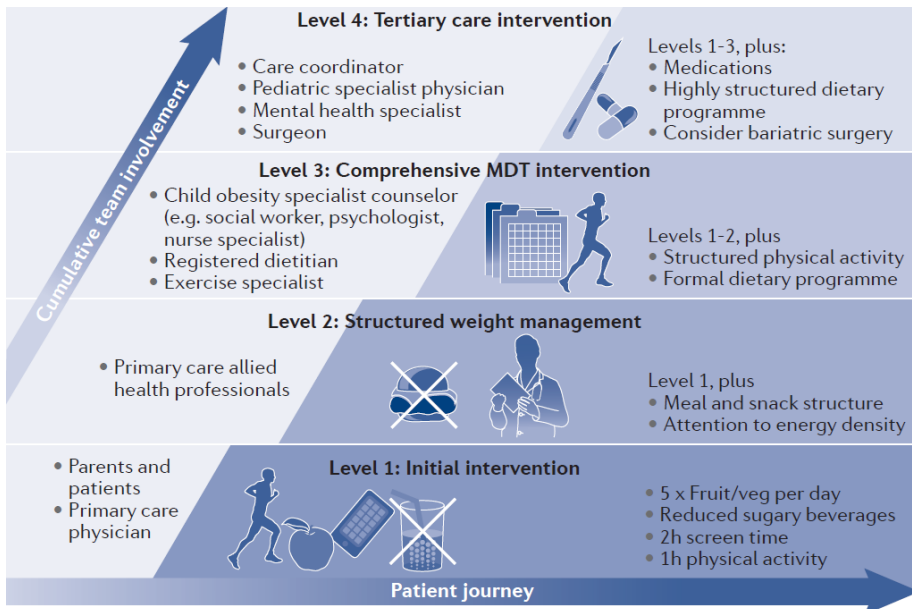 Level 4: Tertiary care intervention
• Care coordinator
• Pediatric specialist physician
• Mental health specialist
• Surgeon
Levels 1-3, plus:
• Medications
• Highly structured dietary
programme
• Consider bariatric surgery
Cumulative team involvement
Level 3: Comprehensive MDT intervention
• Child obesity specialist counselor
(e.g. social worker, psychologist,
nurse specialist)
• Registered dietitian
• Exercise specialist
Levels 1-2, plus
• Structured physical activity
• Formal dietary programme
Level 2: Structured weight management
• Primary care allied
health professionals
Level 1, plus
• Meal and snack structure
• Attention to energy density
Level 1: Initial intervention
• Parents and
patients
• Primary care
physician
• 5 x Fruit/veg per day
• Reduced sugary beverages
• 2h screen time
• 1h physical activity
Patient journey